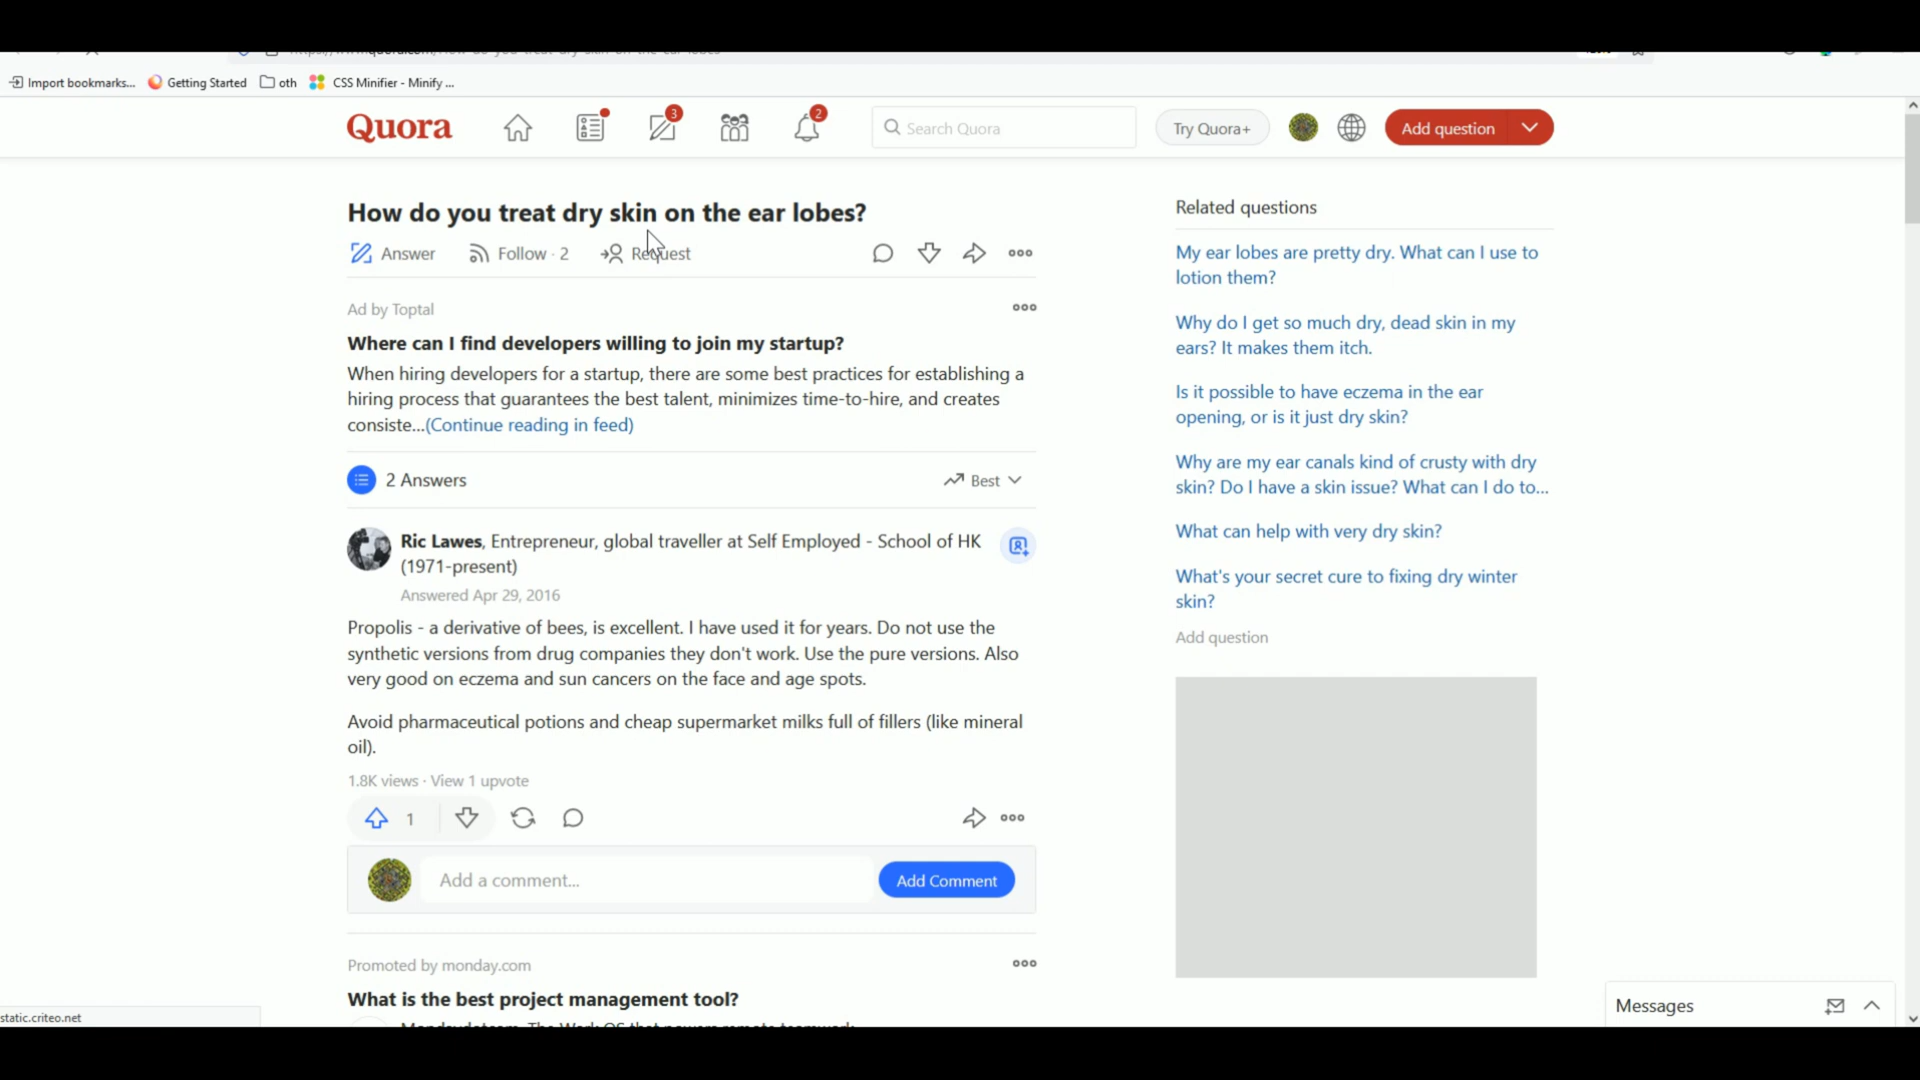 Import bookmarks...
Getting Started
oth
CSS Minifier - Minify ...
Quora
3
2
Search Quora
Try Quora+
Add question
How do you treat dry skin on the ear lobes?
Answer
Follow · 2
Request
Ad by Toptal
Where can I find developers willing to join my startup?
When hiring developers for a startup, there are some best practices for establishing a
hiring process that guarantees the best talent, minimizes time-to-hire, and creates
consiste...(Continue reading in feed)
2 Answers
Best
Ric Lawes, Entrepreneur, global traveller at Self Employed - School of HK
(1971-present)
Answered Apr 29, 2016
Propolis - a derivative of bees, is excellent. I have used it for years. Do not use the
synthetic versions from drug companies they don't work. Use the pure versions. Also
very good on eczema and sun cancers on the face and age spots.
Avoid pharmaceutical potions and cheap supermarket milks full of fillers (like mineral
oil).
1.8K views · View 1 upvote
1
Add a comment...
Add Comment
Promoted by monday.com
What is the best project management tool?
Related questions
My ear lobes are pretty dry. What can I use to
lotion them?
Why do I get so much dry, dead skin in my
ears? It makes them itch.
Is it possible to have eczema in the ear
opening, or is it just dry skin?
Why are my ear canals kind of crusty with dry
skin? Do I have a skin issue? What can I do to...
What can help with very dry skin?
What's your secret cure to fixing dry winter
skin?
Add question
Messages
static.criteo.net